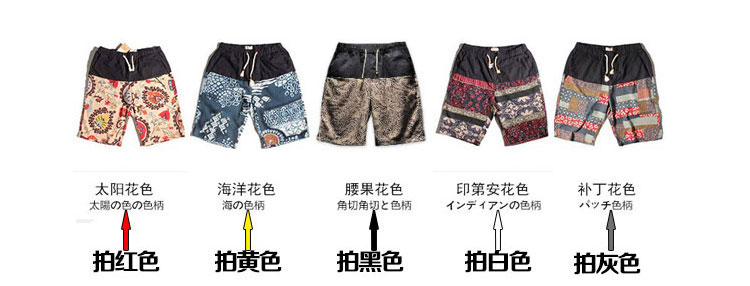 太阳花色
太陽の色の色柄
拍红色
海洋花色
海の色柄
拍黄色
腰果花色
角切角切と色柄
拍黑色
印第安花色
インディアンの色柄
拍白色
补丁花色
パッチ色柄
拍灰色